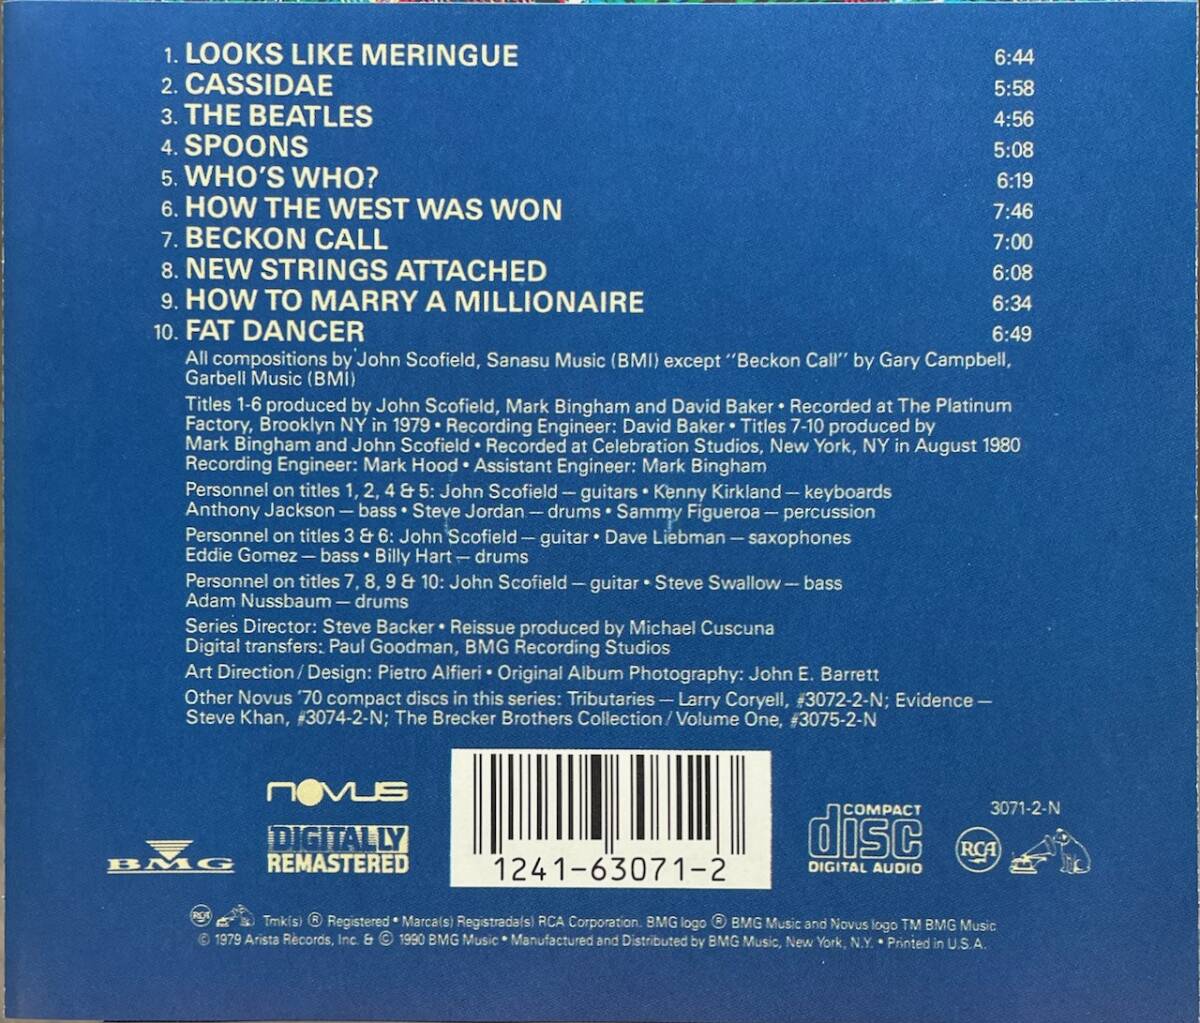 1. LOOKS LIKE MERINGUE 6:44
2. CASSIDAE 5:58
3. THE BEATLES 4:56
4. SPOONS 5:08
5. WHO'S WHO? 6:19
6. HOW THE WEST WAS WON 7:46
7. BECKON CALL 7:00
8. NEW STRINGS ATTACHED 6:08
9. HOW TO MARRY A MILLIONAIRE 6:34
10. FAT DANCER 6:49
All compositions by John Scofield, Sanasu Music (BMI) except "Beckon Call" by Gary Campbell,
Garbell Music (BMI)
Titles 1-6 produced by John Scofield, Mark Bingham and David Baker • Recorded at The Platinum
Factory, Brooklyn NY in 1979 • Recording Engineer: David Baker • Titles 7-10 produced by
Mark Bingham and John Scofield • Recorded at Celebration Studios, New York, NY in August 1980
Recording Engineer: Mark Hood • Assistant Engineer: Mark Bingham
Personnel on titles 1, 2, 4 & 5: John Scofield — guitars • Kenny Kirkland — keyboards
Anthony Jackson — bass • Steve Jordan — drums • Sammy Figueroa — percussion
Personnel on titles 3 & 6: John Scofield — guitar • Dave Liebman — saxophones
Eddie Gomez — bass • Billy Hart — drums
Personnel on titles 7, 8, 9 & 10: John Scofield — guitar • Steve Swallow — bass
Adam Nussbaum — drums
Series Director: Steve Backer • Reissue produced by Michael Cuscuna
Digital transfers: Paul Goodman, BMG Recording Studios
Art Direction / Design: Pietro Alfieri • Original Album Photography: John E. Barrett
Other Novus '70 compact discs in this series: Tributaries — Larry Coryell, #3072-2-N; Evidence —
Steve Khan, #3074-2-N; The Brecker Brothers Collection / Volume One, #3075-2-N
BMG
NOVUS
DIGITALLY
REMASTERED
1241-63071-2
COMPACT
disc
DIGITAL AUDIO
3071-2-N
RCA
RCA Tmk(s) ® Registered • Marca(s) Registrada(s) RCA Corporation. BMG logo ® BMG Music and Novus logo TM BMG Music
© 1979 Arista Records, Inc. & © 1990 BMG Music • Manufactured and Distributed by BMG Music, New York, N.Y. • Printed in U.S.A.